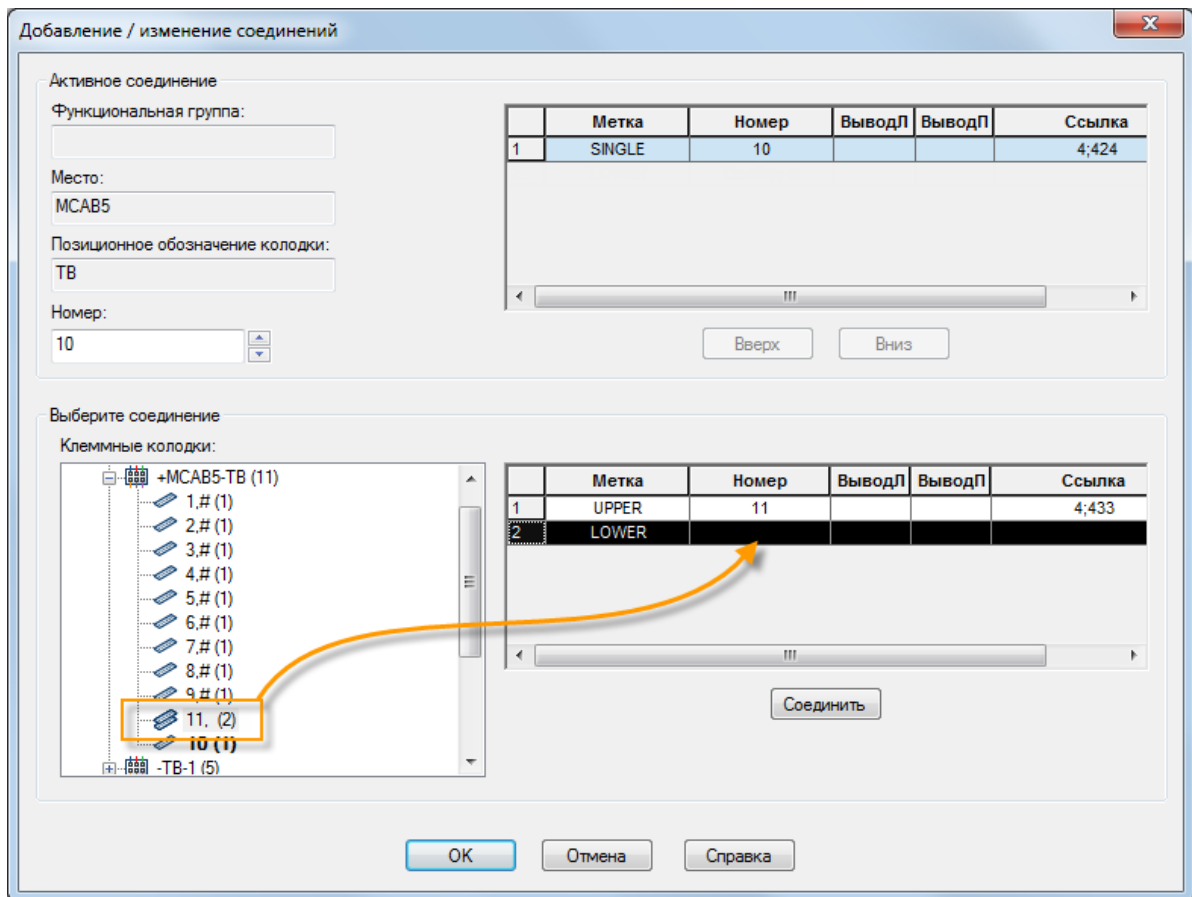 Добавление / изменение соединений
Активное соединение
Функциональная группа:
Место:
MCAB5
Позиционное обозначение колодки:
TB
Номер:
10
Метка Номер ВыводЛ ВыводП Ссылка
1 SINGLE 10 4;424
Вверх Вниз
Выберите соединение
Клеммные колодки:
+MCAB5-TB (11)
1,# (1)
2,# (1)
3,# (1)
4,# (1)
5,# (1)
6,# (1)
7,# (1)
8,# (1)
9,# (1)
11, (2)
10 (1)
-TB-1 (5)
Метка Номер ВыводЛ ВыводП Ссылка
1 UPPER 11 4;433
2 LOWER
Соединить
OK Отмена Справка